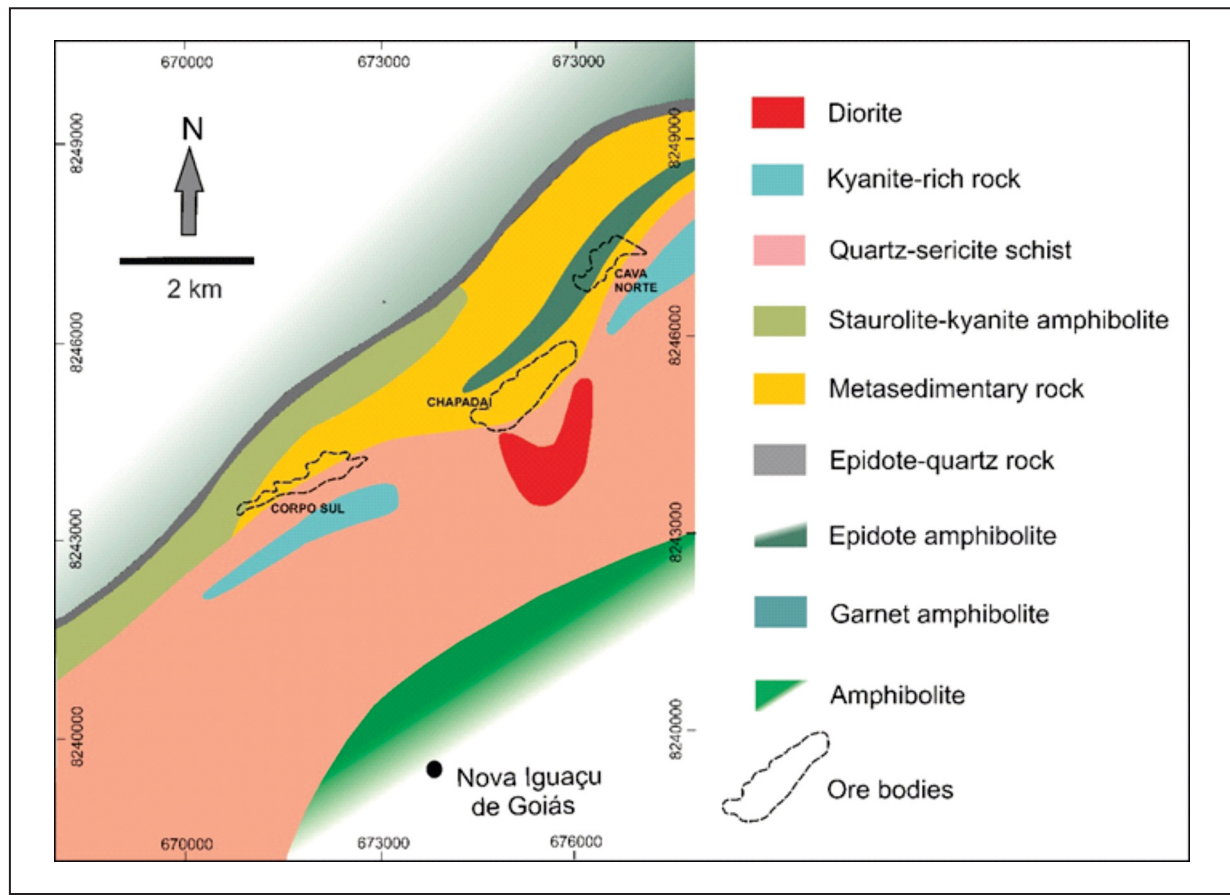 670000
673000
673000
8249000
8246000
8243000
8240000
8249000
8246000
8243000
8240000
N
2 km
CAVA
NORTE
CHAPADAI
CORPO SUL
Nova Iguaçu
de Goiás
670000
673000
676000
Diorite
Kyanite-rich rock
Quartz-sericite schist
Staurolite-kyanite amphibolite
Metasedimentary rock
Epidote-quartz rock
Epidote amphibolite
Garnet amphibolite
Amphibolite
Ore bodies